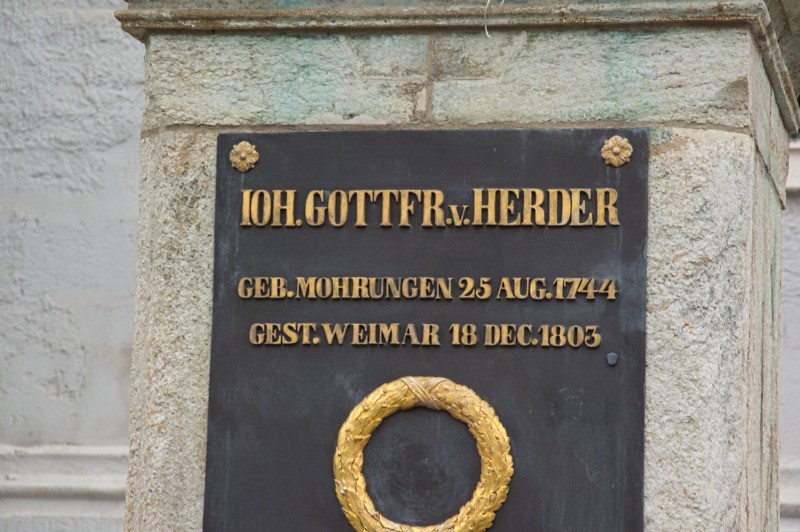 IOH.GOTTFR.v.HERDER
GEB.MOHRUNGEN 25 AUG.1744
GEST.WEIMAR 18 DEC.1803